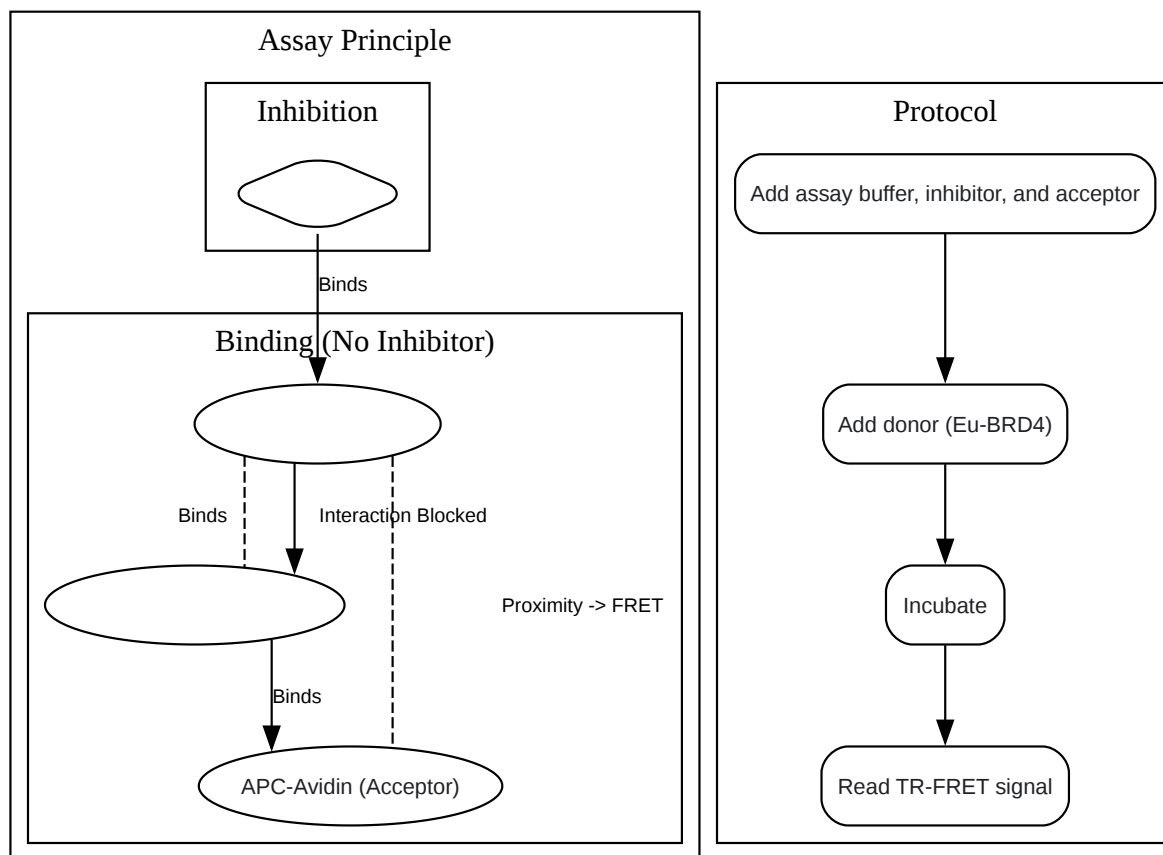 Assay Principle
Inhibition
Binds
Binding (No Inhibitor)
Binds
Interaction Blocked
Proximity -> FRET
Binds
APC-Avidin (Acceptor)
Protocol
Add assay buffer, inhibitor, and acceptor
Add donor (Eu-BRD4)
Incubate
Read TR-FRET signal